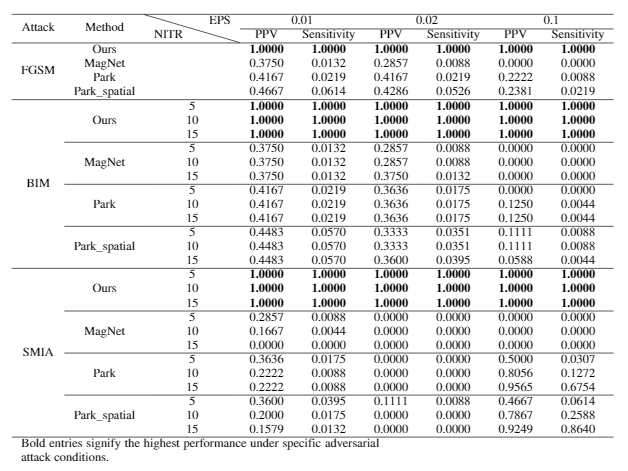 Attack Method EPS NITR 0.01 0.02 0.1
PPV Sensitivity PPV Sensitivity PPV Sensitivity
FGSM Ours 1.0000 1.0000 1.0000 1.0000 1.0000 1.0000
MagNet 0.3750 0.0132 0.2857 0.0088 0.0000 0.0000
Park 0.4167 0.0219 0.4167 0.0219 0.2222 0.0088
Park_spatial 0.4667 0.0614 0.4286 0.0526 0.2381 0.0219
BIM Ours 5 1.0000 1.0000 1.0000 1.0000 1.0000 1.0000
10 1.0000 1.0000 1.0000 1.0000 1.0000 1.0000
15 1.0000 1.0000 1.0000 1.0000 1.0000 1.0000
MagNet 5 0.3750 0.0132 0.2857 0.0088 0.0000 0.0000
10 0.3750 0.0132 0.2857 0.0088 0.0000 0.0000
15 0.3750 0.0132 0.3750 0.0132 0.0000 0.0000
Park 5 0.4167 0.0219 0.3636 0.0175 0.0000 0.0000
10 0.4167 0.0219 0.3636 0.0175 0.1250 0.0044
15 0.4167 0.0219 0.3636 0.0175 0.1250 0.0044
Park_spatial 5 0.4483 0.0570 0.3333 0.0351 0.1111 0.0088
10 0.4483 0.0570 0.3333 0.0351 0.1111 0.0088
15 0.4483 0.0570 0.3600 0.0395 0.0588 0.0044
SMIA Ours 5 1.0000 1.0000 1.0000 1.0000 1.0000 1.0000
10 1.0000 1.0000 1.0000 1.0000 1.0000 1.0000
15 1.0000 1.0000 1.0000 1.0000 1.0000 1.0000
MagNet 5 0.2857 0.0088 0.0000 0.0000 0.0000 0.0000
10 0.1667 0.0044 0.0000 0.0000 0.0000 0.0000
15 0.0000 0.0000 0.0000 0.0000 0.0000 0.0000
Park 5 0.3636 0.0175 0.0000 0.0000 0.5000 0.0307
10 0.2222 0.0088 0.0000 0.0000 0.8056 0.1272
15 0.2222 0.0088 0.0000 0.0000 0.9565 0.6754
Park_spatial 5 0.3600 0.0395 0.1111 0.0088 0.4667 0.0614
10 0.2000 0.0175 0.0000 0.0000 0.7867 0.2588
15 0.1579 0.0132 0.0000 0.0000 0.9249 0.8640
Bold entries signify the highest performance under specific adversarial
attack conditions.